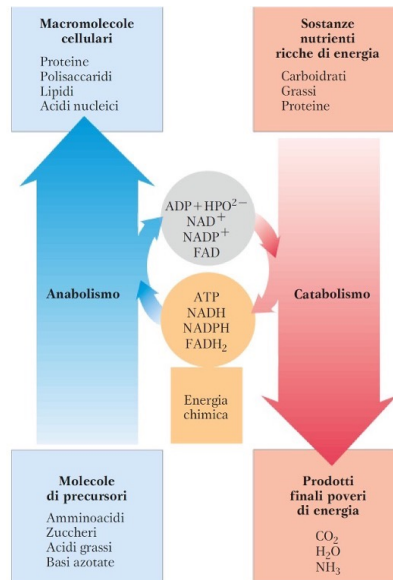 Macromolecole
cellulari
Proteine
Polisaccaridi
Lipidi
Acidi nucleici
Sostanze
nutrienti
ricche di energia
Carboidrati
Grassi
Proteine
ADP+HPO²⁻
NAD⁺
NADP⁺
FAD
Anabolismo
Catabolismo
ATP
NADH
NADPH
FADH₂
Energia
chimica
Molecole
di precursori
Amminoacidi
Zuccheri
Acidi grassi
Basi azotate
Prodotti
finali poveri
di energia
CO₂
H₂O
NH₃